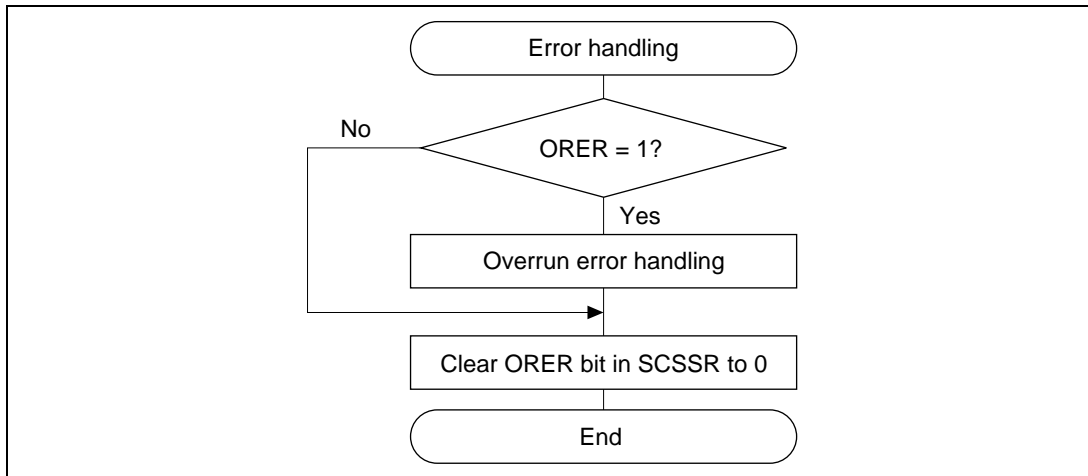 Error handling
No
ORER = 1?
Yes
Overrun error handling
Clear ORER bit in SCSSR to 0
End